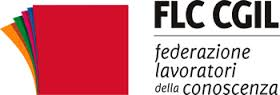 FLC CGIL
federazione
lavoratori
della conoscenza